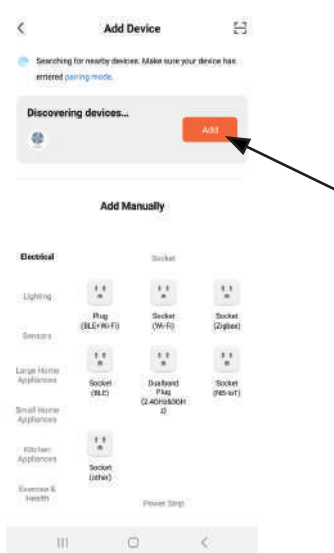 Add Device
Searching for nearby devices. Make sure your device has
entered pairing mode.
Discovering devices...
Add
Add Manually
Electrical
Socket
Lighting
Plug
(BLE+Wi-Fi)
Socket
(Wi-Fi)
Socket
(Zigbee)
Sensors
Large Home
Appliances
Socket
(BLE)
Dualband
Plug
(2.4GHz&5GH
z)
Socket
(NB-IoT)
Small Home
Appliances
Kitchen
Appliances
Socket
(other)
Exercise &
Health
Power Strip